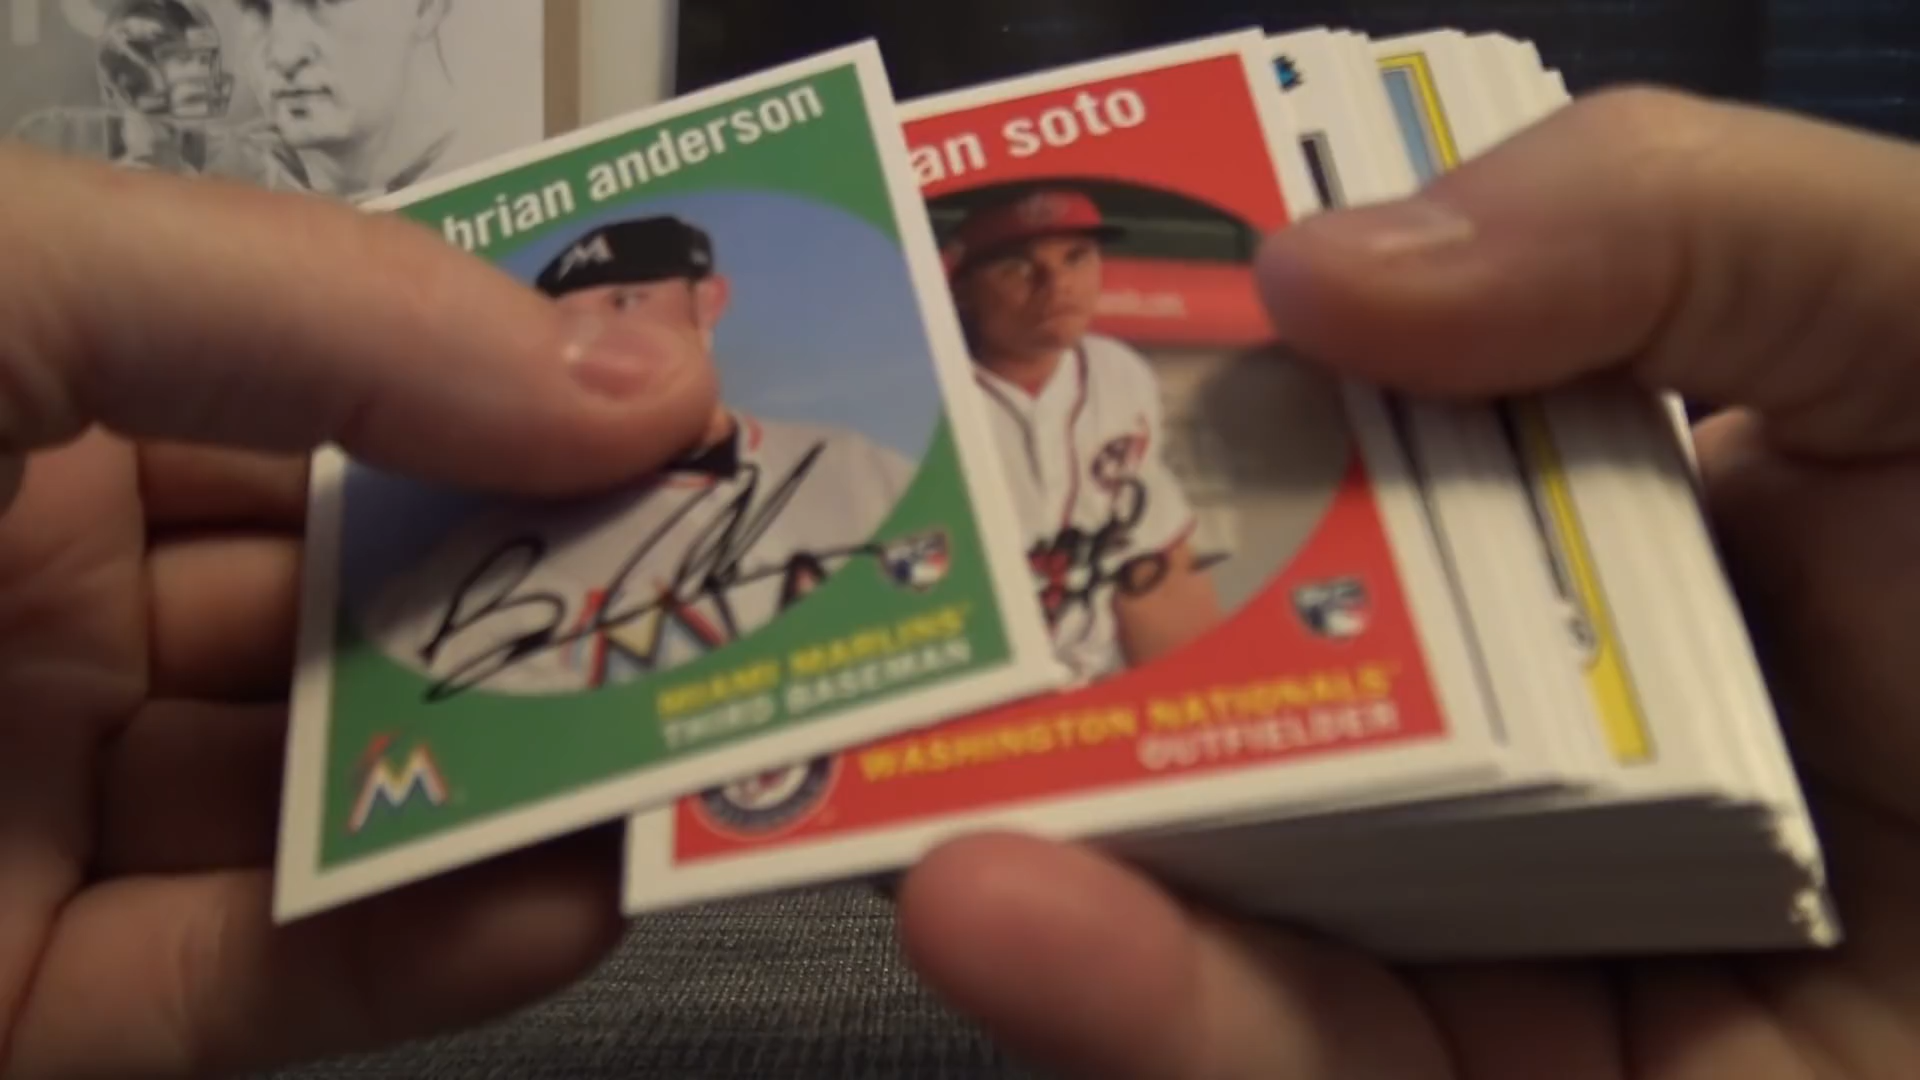 brian anderson
MIAMI MARLINS
THIRD BASEMAN
an soto
WASHINGTON NATIONALS
OUTFIELDER